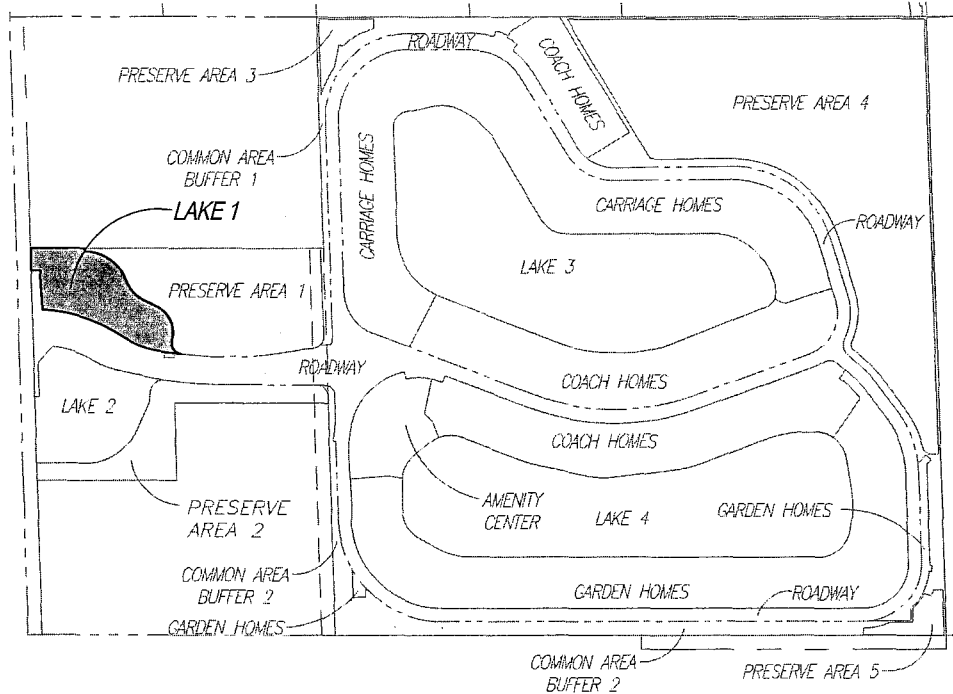 ROADWAY
COACH HOMES
PRESERVE AREA 3
PRESERVE AREA 4
COMMON AREA
BUFFER 1
CARRIAGE HOMES
CARRIAGE HOMES
LAKE 1
ROADWAY
LAKE 3
PRESERVE AREA 1
ROADWAY
COACH HOMES
LAKE 2
COACH HOMES
PRESERVE
AREA 2
AMENITY
CENTER
LAKE 4
GARDEN HOMES
COMMON AREA
BUFFER 2
GARDEN HOMES
ROADWAY
GARDEN HOMES
COMMON AREA
BUFFER 2
PRESERVE AREA 5